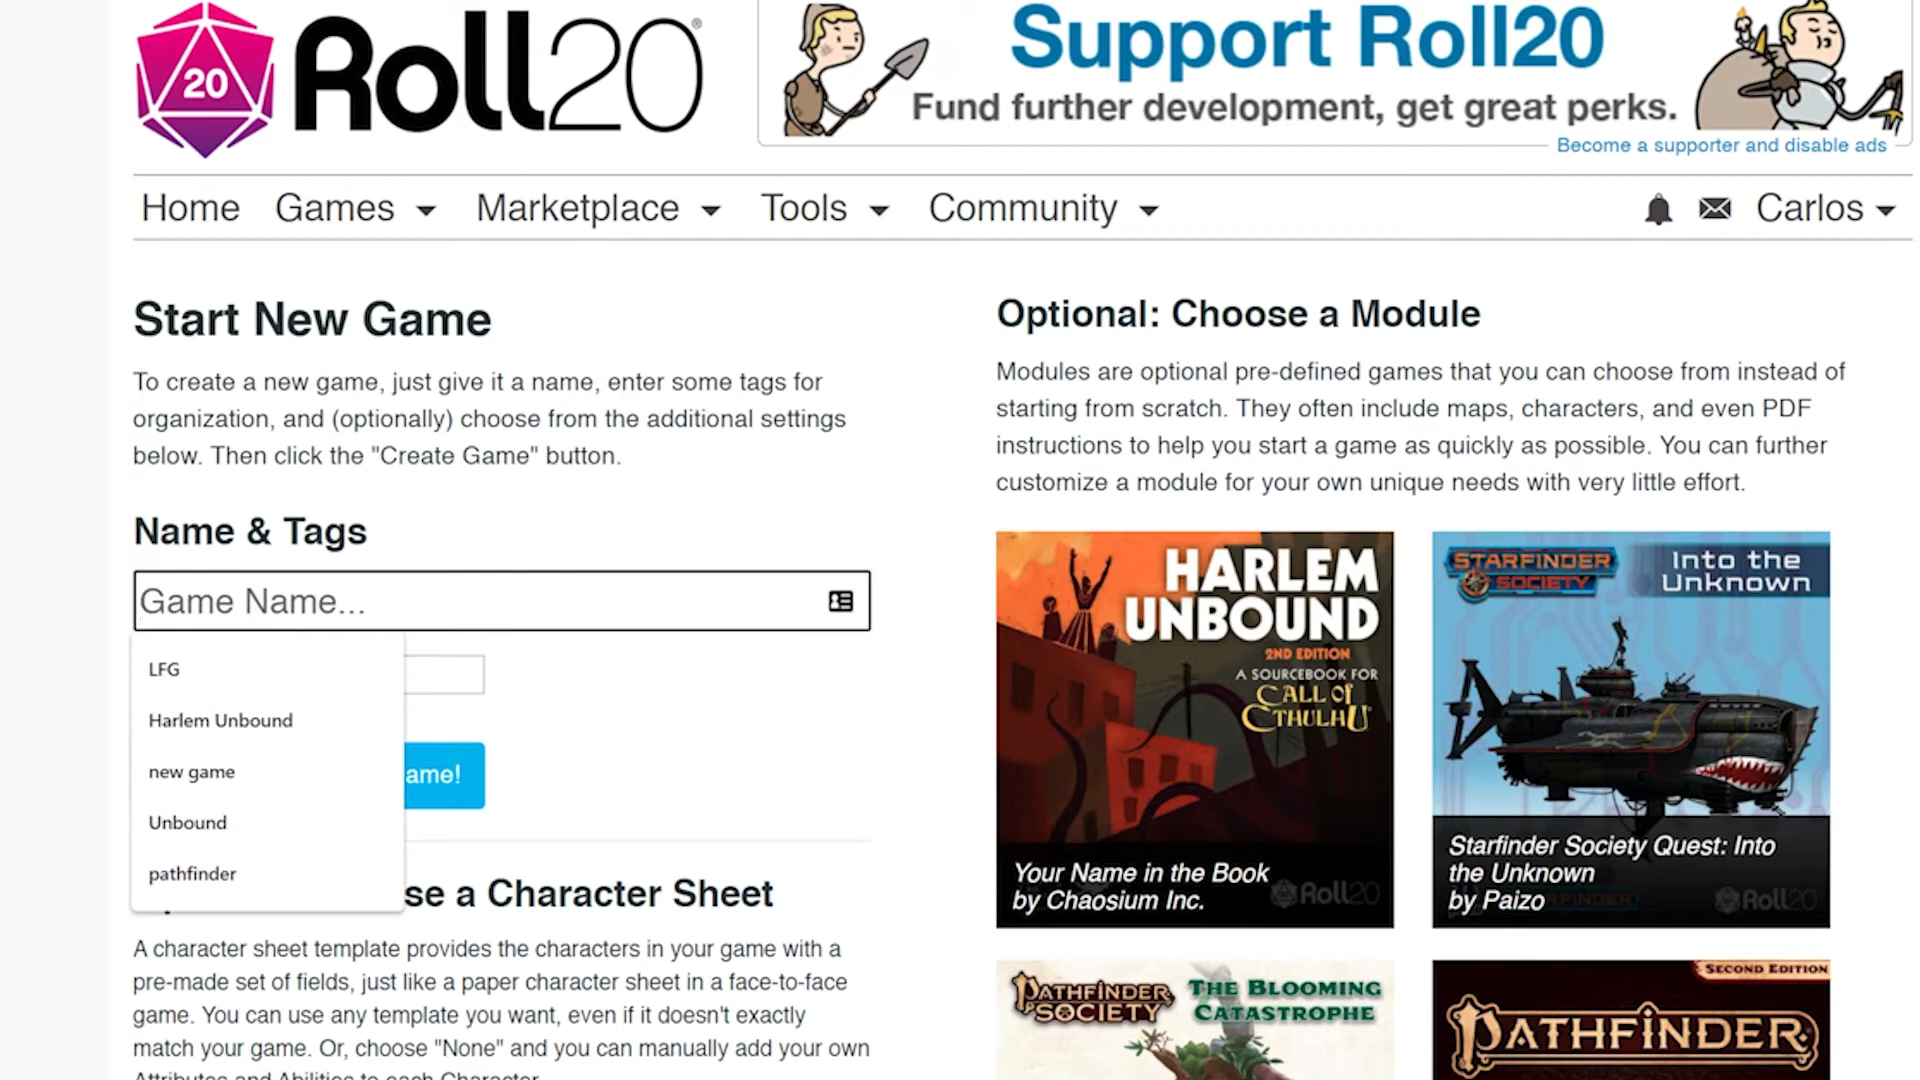 20
Roll20®
Support Roll20
Fund further development, get great perks.
Become a supporter and disable ads
Home
Games
Marketplace
Tools
Community
Carlos
Start New Game
To create a new game, just give it a name, enter some tags for
organization, and (optionally) choose from the additional settings
below. Then click the "Create Game" button.
Name & Tags
Game Name...
LFG
Harlem Unbound
new game
Unbound
pathfinder
ame!
se a Character Sheet
A character sheet template provides the characters in your game with a
pre-made set of fields, just like a paper character sheet in a face-to-face
game. You can use any template you want, even if it doesn't exactly
match your game. Or, choose "None" and you can manually add your own
Attributes and Abilities to each Character.
Optional: Choose a Module
Modules are optional pre-defined games that you can choose from instead of
starting from scratch. They often include maps, characters, and even PDF
instructions to help you start a game as quickly as possible. You can further
customize a module for your own unique needs with very little effort.
HARLEM
UNBOUND
2ND EDITION
A SOURCEBOOK FOR
CALL OF
CTHULHU
Your Name in the Book
by Chaosium Inc.
Roll20
STARFINDER
SOCIETY
Into the
Unknown
Starfinder Society Quest: Into
the Unknown
by Paizo
Roll20
PATHFINDER
SOCIETY
THE BLOOMING
CATASTROPHE
SECOND EDITION
PATHFINDER